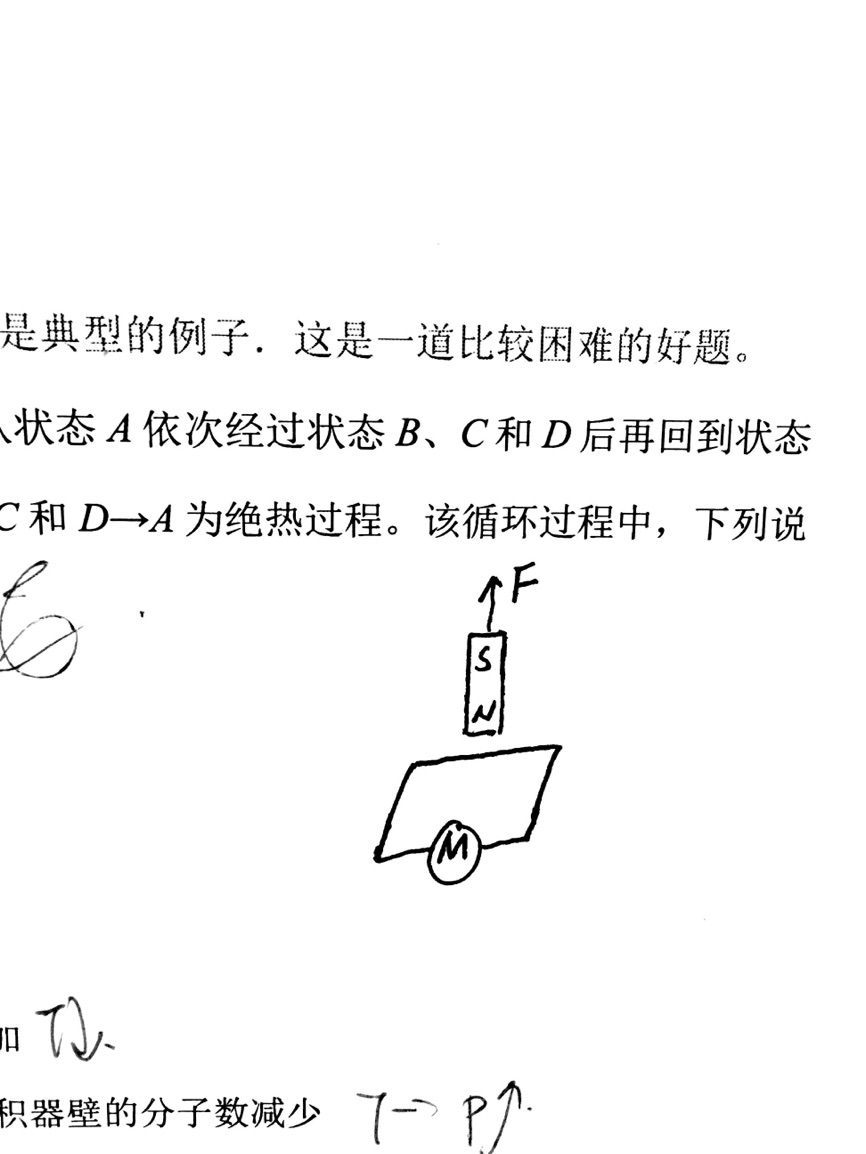 是典型的例子．这是一道比较困难的好题。
状态 A 依次经过状态 B、C 和 D 后再回到状态
C 和 D→A 为绝热过程。该循环过程中，下列说
F
S
N
M
加
积器壁的分子数减少 T→ P↑